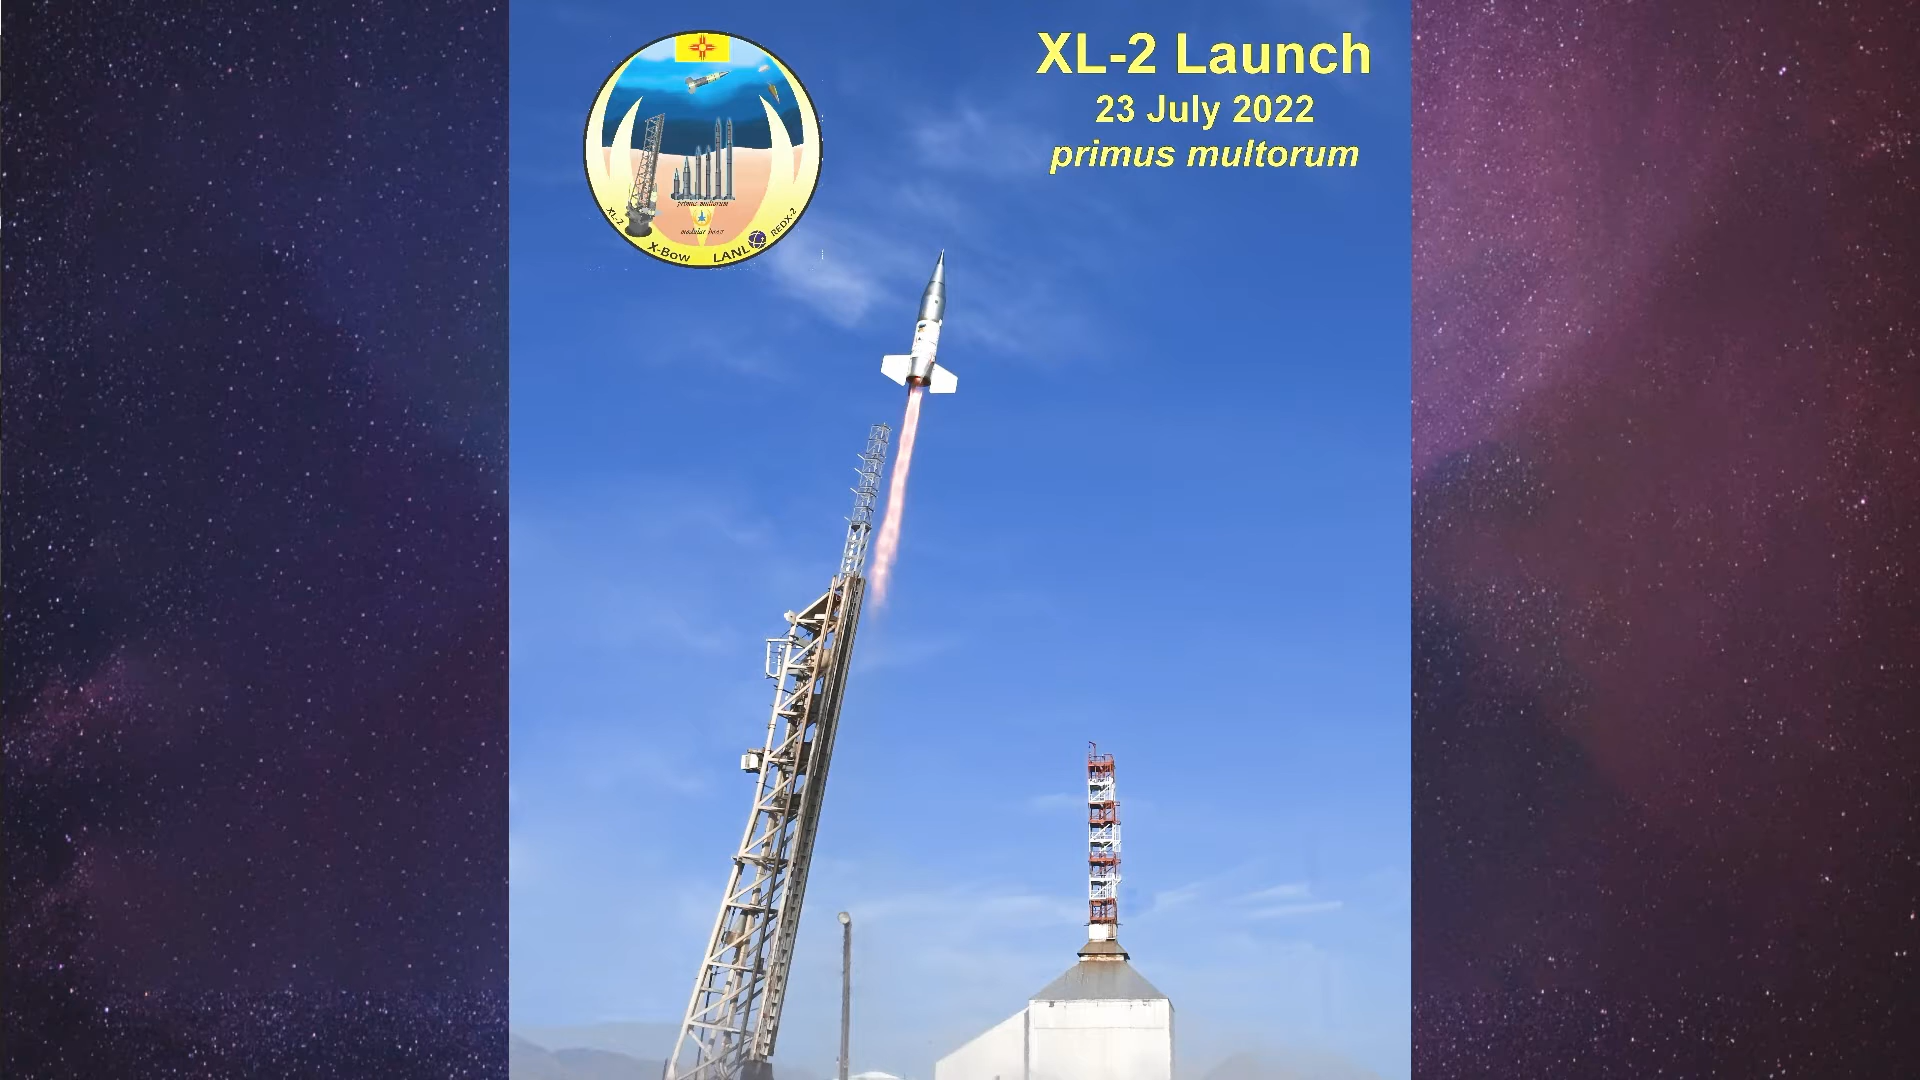 XL-2 Launch
23 July 2022
primus multorum
primus multorum
modular boost
XL-2
X-Bow
LANL
REDX-2